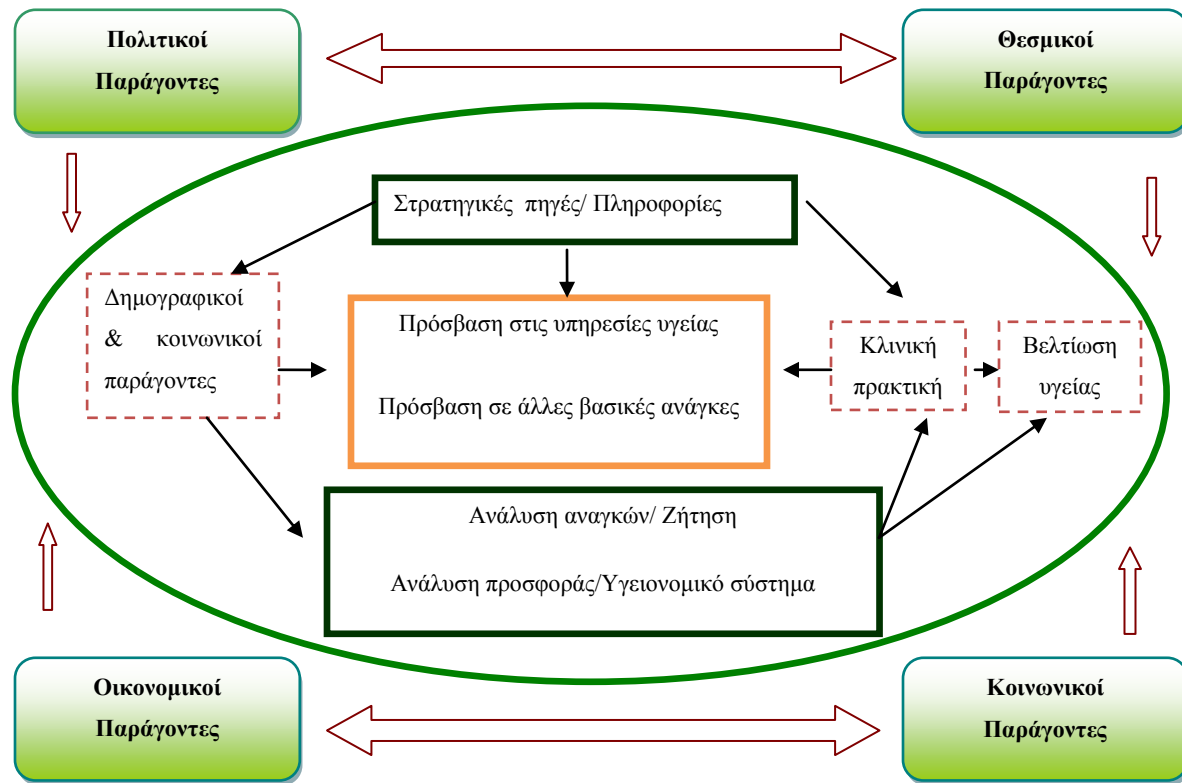 Πολιτικοί
Παράγοντες
Θεσμικοί
Παράγοντες
Στρατηγικές πηγές/ Πληροφορίες
Δημογραφικοί
& κοινωνικοί
παράγοντες
Πρόσβαση στις υπηρεσίες υγείας
Πρόσβαση σε άλλες βασικές ανάγκες
Κλινική
πρακτική
Βελτίωση
υγείας
Ανάλυση αναγκών/ Ζήτηση
Ανάλυση προσφοράς/Υγειονομικό σύστημα
Οικονομικοί
Παράγοντες
Κοινωνικοί
Παράγοντες